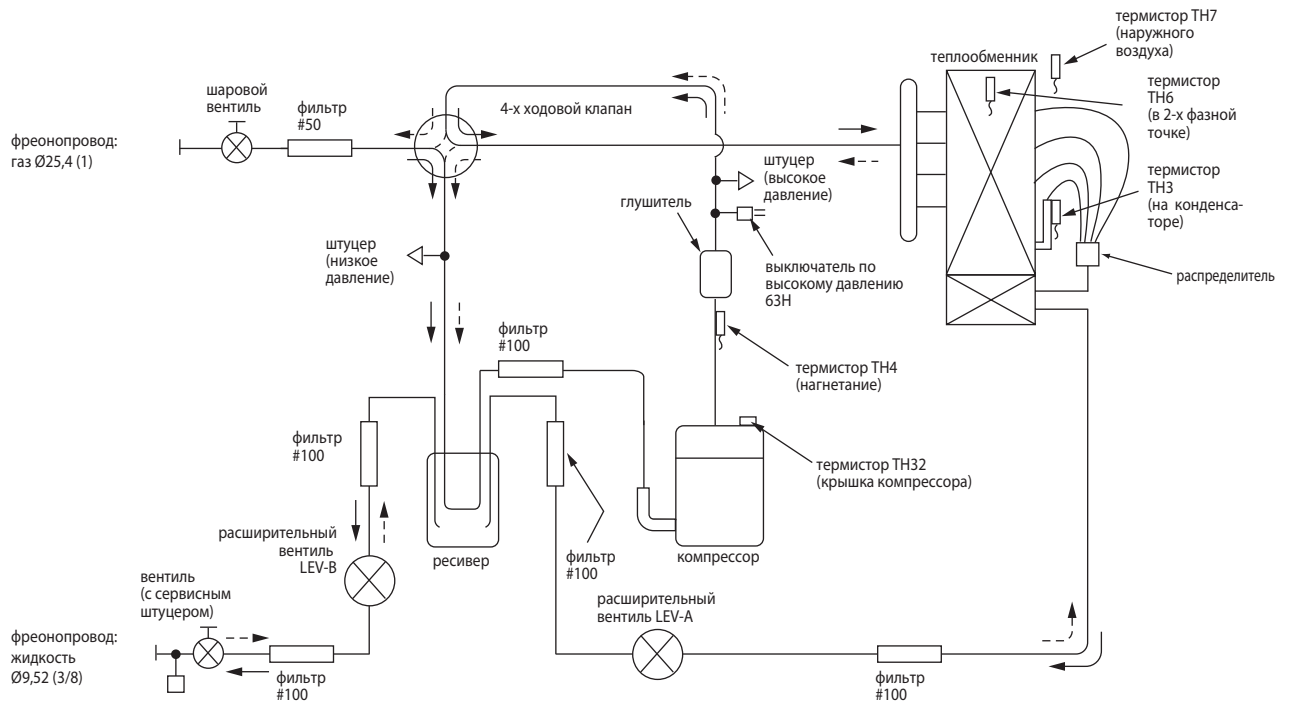 термистор TH7
(наружного
воздуха)
теплообменник
термистор
TH6
(в 2-х фазной
точке)
шаровой
вентиль
фильтр
#50
4-х ходовой клапан
фреонопровод:
газ Ø25,4 (1)
штуцер
(высокое
давление)
термистор
TH3
(на конденса-
торе)
глушитель
штуцер
(низкое
давление)
выключатель по
высокому давлению
63H
распределитель
фильтр
#100
термистор TH4
(нагнетание)
фильтр
#100
термистор TH32
(крышка компрессора)
расширительный
вентиль
LEV-B
ресивер
фильтр
#100
компрессор
вентиль
(с сервисным
штуцером)
расширительный
вентиль LEV-A
фреонопровод:
жидкость
Ø9,52 (3/8)
фильтр
#100
фильтр
#100